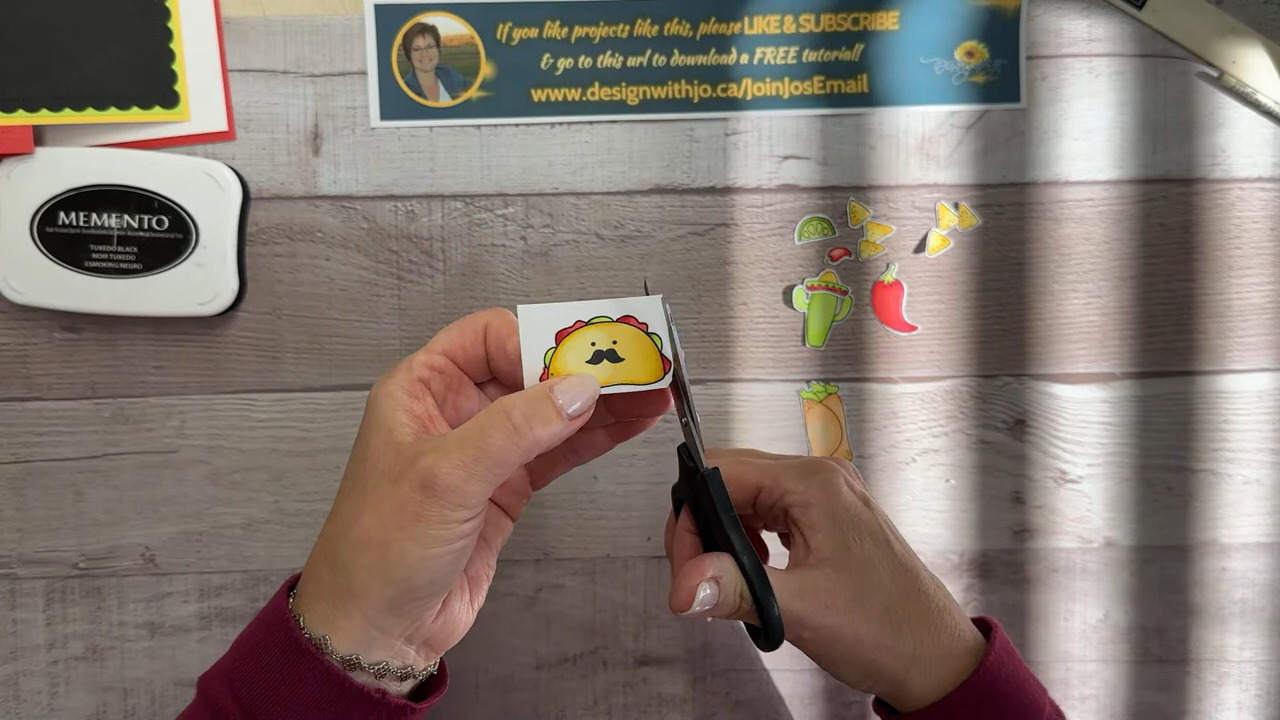 If you like projects like this, please LIKE & SUBSCRIBE
& go to this url to download a FREE tutorial!
www.designwithjo.ca/JoinJosEmail
MEMENTO
TUXEDO BLACK
NOIR TUXEDO
ESMOKING NEGRO